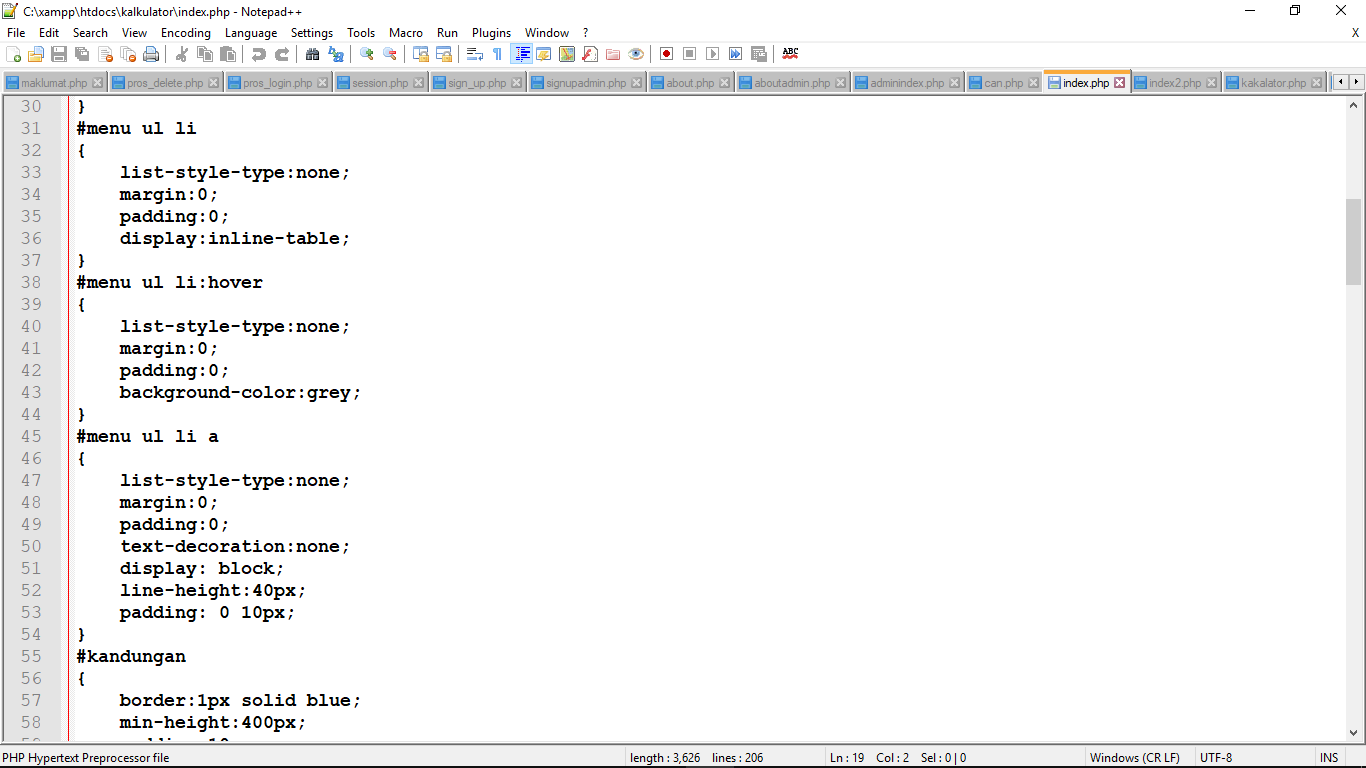 C:\xampp\htdocs\kalkulator\index.php - Notepad++
File Edit Search View Encoding Language Settings Tools Macro Run Plugins Window ? X
ABC
maklumat.php pros_delete.php pros_login.php session.php sign_up.php signupadmin.php about.php aboutadmin.php adminindex.php can.php index.php index2.php kakalator.php
30 }
31 #menu ul li
32 {
33 list-style-type:none;
34 margin:0;
35 padding:0;
36 display:inline-table;
37 }
38 #menu ul li:hover
39 {
40 list-style-type:none;
41 margin:0;
42 padding:0;
43 background-color:grey;
44 }
45 #menu ul li a
46 {
47 list-style-type:none;
48 margin:0;
49 padding:0;
50 text-decoration:none;
51 display: block;
52 line-height:40px;
53 padding: 0 10px;
54 }
55 #kandungan
56 {
57 border:1px solid blue;
58 min-height:400px;
PHP Hypertext Preprocessor file length : 3,626 lines : 206 Ln : 19 Col : 2 Sel : 0 | 0 Windows (CR LF) UTF-8 INS